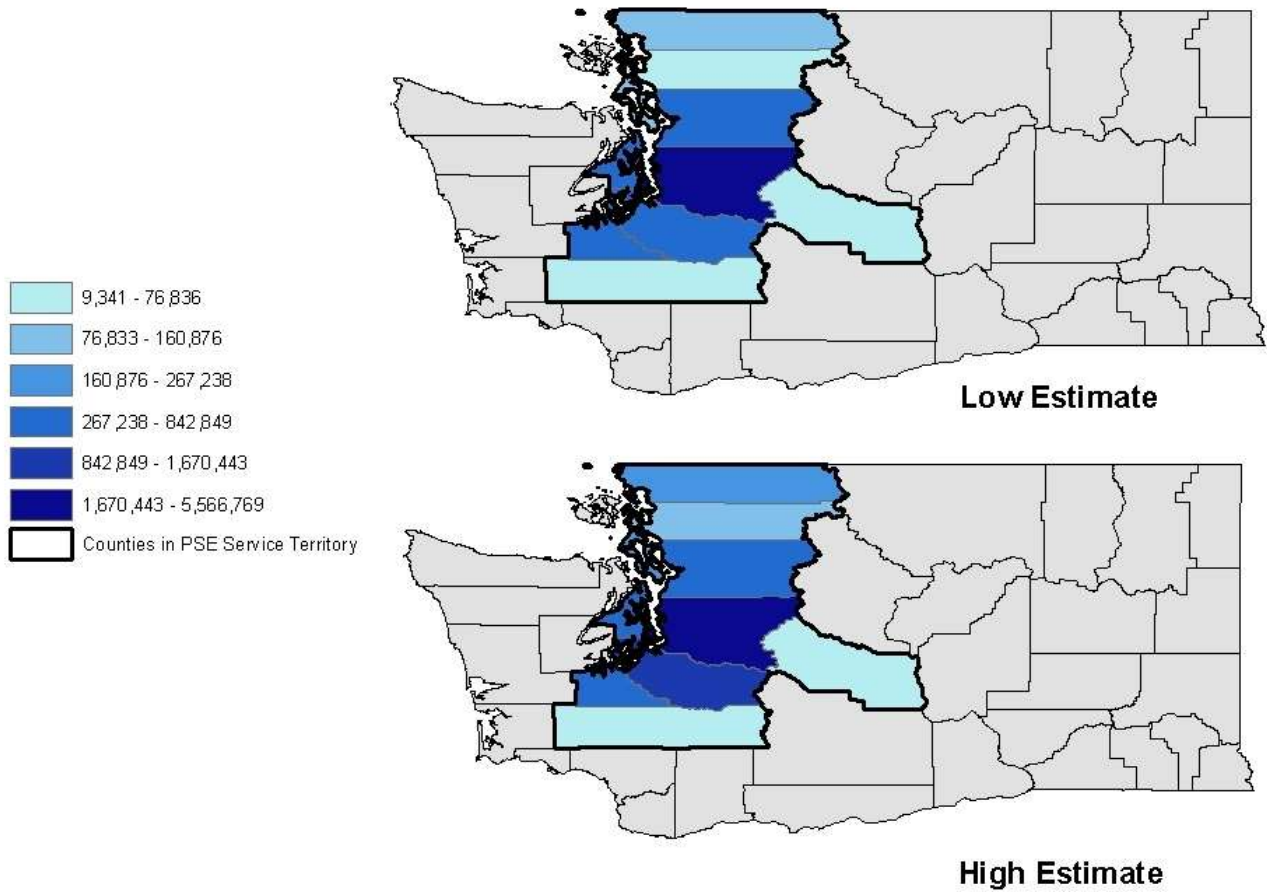 Low Estimate
9,341 - 76,836
76,833 - 160,876
160,876 - 267,238
267,238 - 842,849
842,849 - 1,670,443
1,670,443 - 5,566,769
Counties in PSE Service Territory
High Estimate